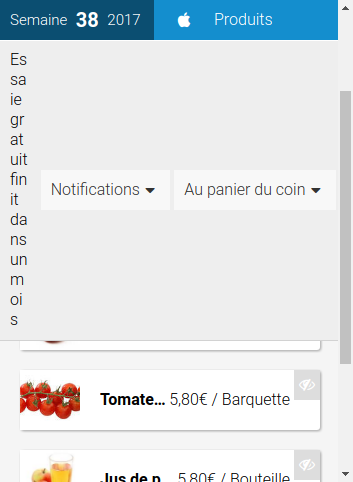 Semaine 38 2017 Produits
Es
sa
ie
gr
at
uit
fin
it
da
ns
un
m
oi
s
Notifications Au panier du coin
Tomate... 5,80€ / Barquette
Jus de p... 5,80€ / Bouteille